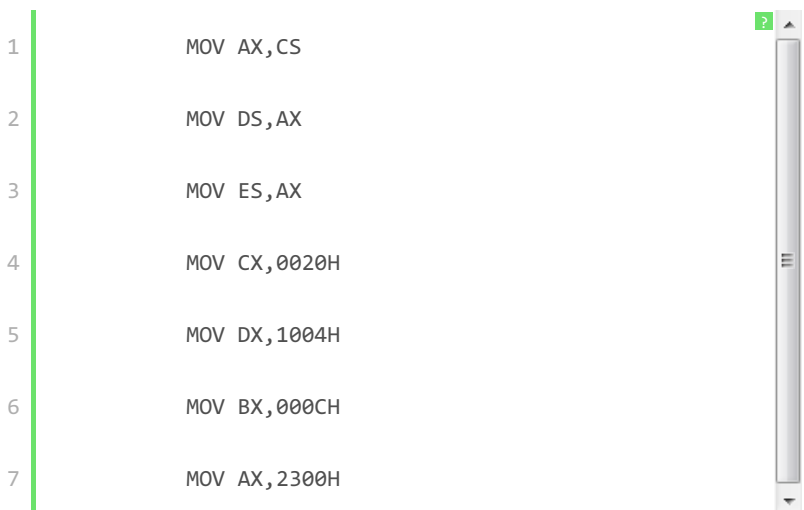 ?
1 MOV AX,CS
2 MOV DS,AX
3 MOV ES,AX
4 MOV CX,0020H
5 MOV DX,1004H
6 MOV BX,000CH
7 MOV AX,2300H